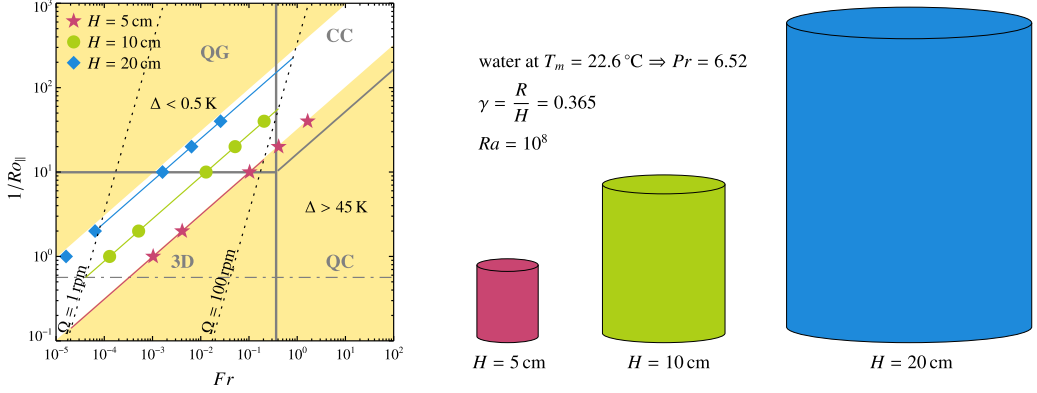 10³
10²
10¹
10⁰
10⁻¹
1/Ro∥
H = 5 cm
H = 10 cm
H = 20 cm
QG
CC
Δ < 0.5 K
Δ > 45 K
3D
QC
Ω = 1 rpm
Ω = 100 rpm
10⁻⁵ 10⁻⁴ 10⁻³ 10⁻² 10⁻¹ 10⁰ 10¹ 10²
Fr
water at Tₘ = 22.6 °C ⇒ Pr = 6.52
γ = R/H = 0.365
Ra = 10⁸
H = 5 cm
H = 10 cm
H = 20 cm